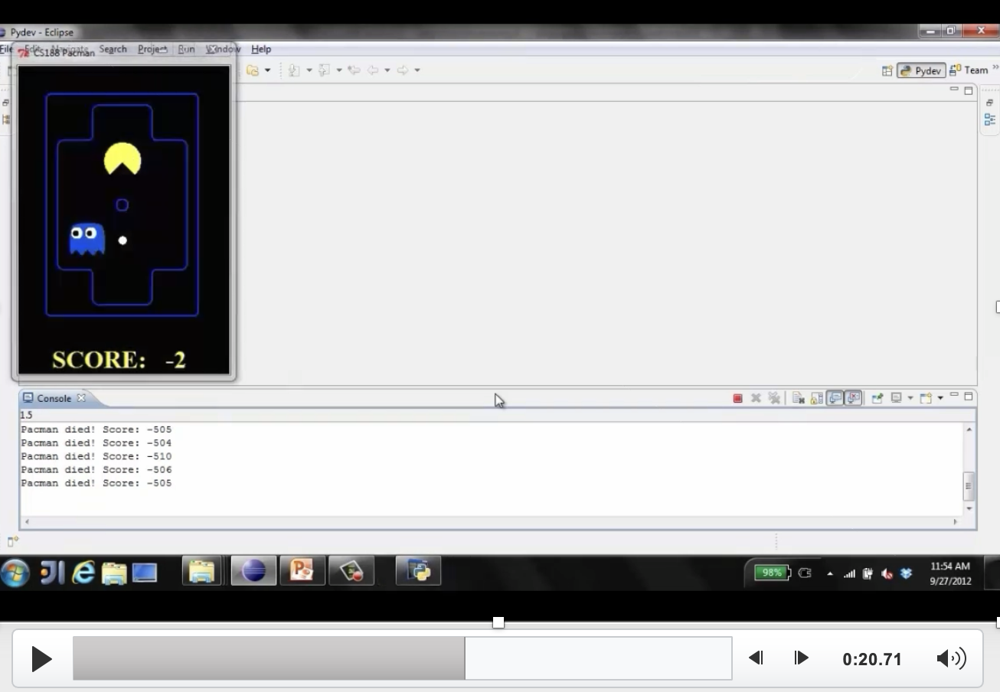 Pydev - Eclipse
File Edit Navigate Search Project Run Window Help
CS188 Pacman
Pydev
Team
SCORE: -2
Console
1.5
Pacman died! Score: -505
Pacman died! Score: -504
Pacman died! Score: -510
Pacman died! Score: -506
Pacman died! Score: -505
98%
11:54 AM
9/27/2012
0:20.71